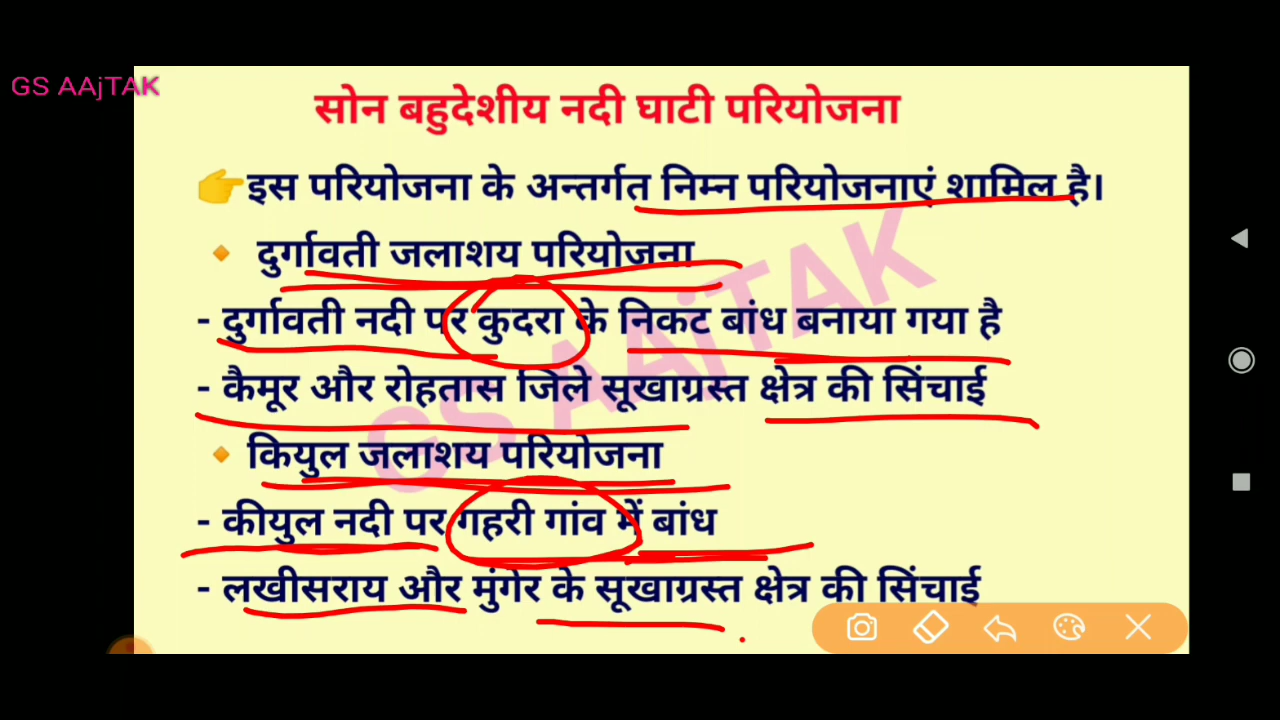 GS AAjTAK
सोन बहुदेशीय नदी घाटी परियोजना
👉इस परियोजना के अन्तर्गत निम्न परियोजनाएं शामिल है।
🔸 दुर्गावती जलाशय परियोजना
- दुर्गावती नदी पर कुदरा के निकट बांध बनाया गया है
- कैमूर और रोहतास जिले सूखाग्रस्त क्षेत्र की सिंचाई
🔸 कियुल जलाशय परियोजना
- कीयुल नदी पर गहरी गांव में बांध
- लखीसराय और मुंगेर के सूखाग्रस्त क्षेत्र की सिंचाई
GS AAjTAK